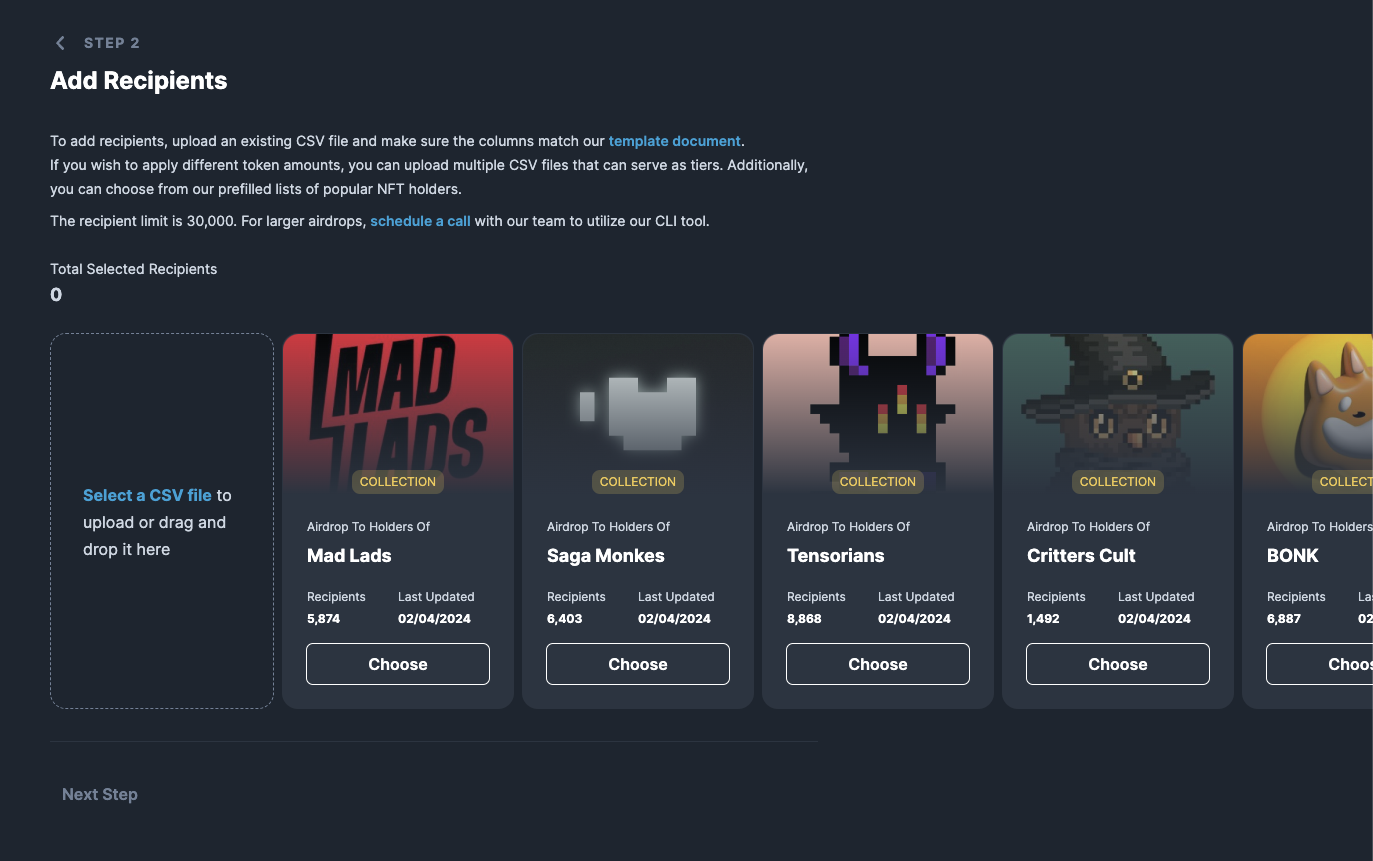 STEP 2
Add Recipients
To add recipients, upload an existing CSV file and make sure the columns match our template document.
If you wish to apply different token amounts, you can upload multiple CSV files that can serve as tiers. Additionally,
you can choose from our prefilled lists of popular NFT holders.
The recipient limit is 30,000. For larger airdrops, schedule a call with our team to utilize our CLI tool.
Total Selected Recipients
0
Select a CSV file to
upload or drag and
drop it here
MAD
LADS
COLLECTION
Airdrop To Holders Of
Mad Lads
Recipients Last Updated
5,874 02/04/2024
Choose
COLLECTION
Airdrop To Holders Of
Saga Monkes
Recipients Last Updated
6,403 02/04/2024
Choose
COLLECTION
Airdrop To Holders Of
Tensorians
Recipients Last Updated
8,868 02/04/2024
Choose
COLLECTION
Airdrop To Holders Of
Critters Cult
Recipients Last Updated
1,492 02/04/2024
Choose
COLLECT
Airdrop To Holders
BONK
Recipients La
6,887 02
Choos
Next Step